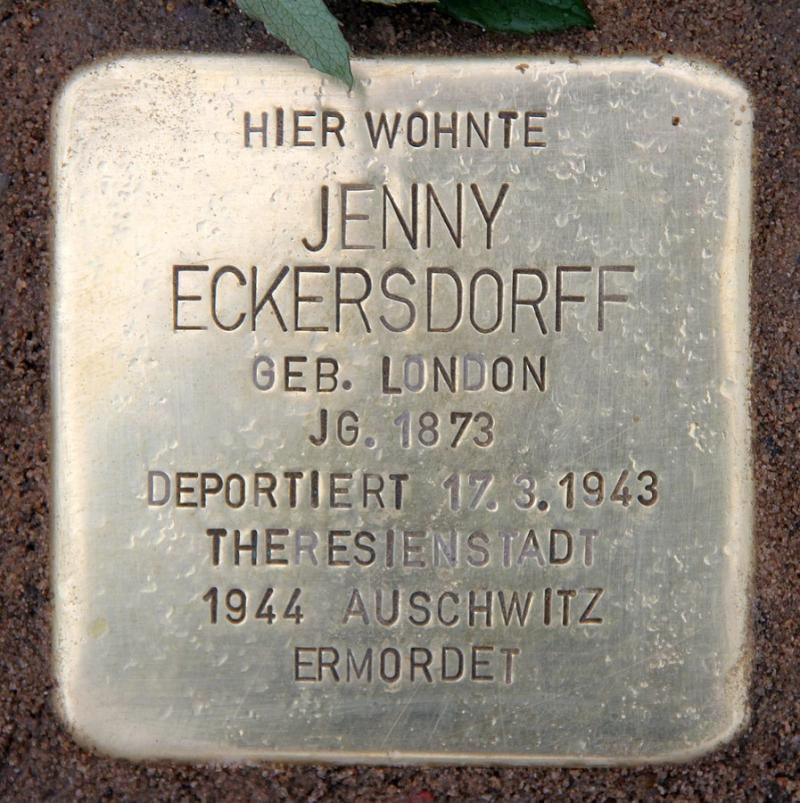 HIER WOHNTE
JENNY
ECKERSDORFF
GEB. LONDON
JG. 1873
DEPORTIERT 17.3.1943
THERESIENSTADT
1944 AUSCHWITZ
ERMORDET